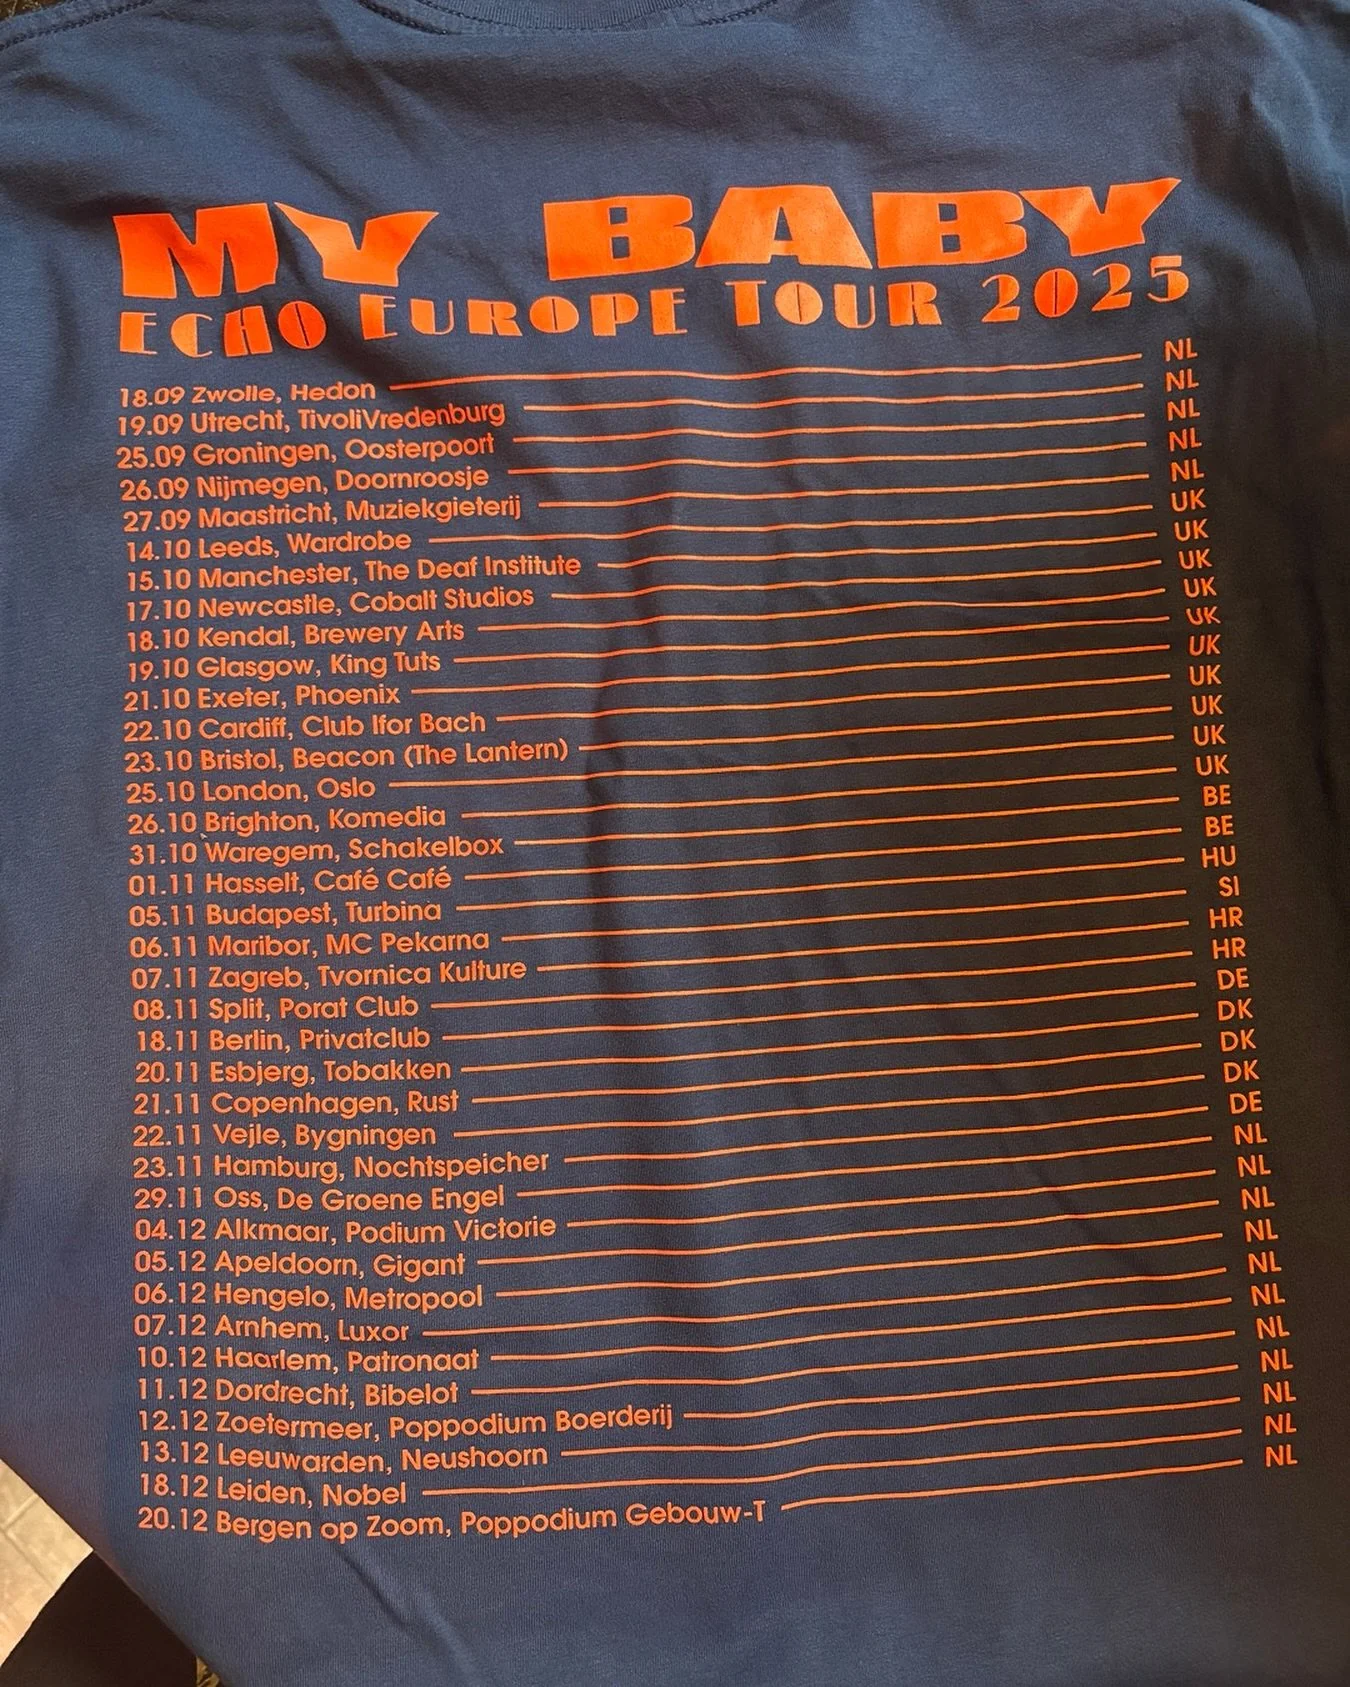 MY BABY
ECHO EUROPE TOUR 2025
18.09 Zwolle, Hedon NL
19.09 Utrecht, TivoliVredenburg NL
25.09 Groningen, Oosterpoort NL
26.09 Nijmegen, Doornroosje NL
27.09 Maastricht, Muziekgieterij NL
14.10 Leeds, Wardrobe UK
15.10 Manchester, The Deaf Institute UK
17.10 Newcastle, Cobalt Studios UK
18.10 Kendal, Brewery Arts UK
19.10 Glasgow, King Tuts UK
21.10 Exeter, Phoenix UK
22.10 Cardiff, Club Ifor Bach UK
23.10 Bristol, Beacon (The Lantern) UK
25.10 London, Oslo UK
26.10 Brighton, Komedia UK
31.10 Waregem, Schakelbox BE
01.11 Hasselt, Café Café BE
05.11 Budapest, Turbina HU
06.11 Maribor, MC Pekarna SI
07.11 Zagreb, Tvornica Kulture HR
08.11 Split, Porat Club HR
18.11 Berlin, Privatclub DE
20.11 Esbjerg, Tobakken DK
21.11 Copenhagen, Rust DK
22.11 Vejle, Bygningen DK
23.11 Hamburg, Nochtspeicher DE
29.11 Oss, De Groene Engel NL
04.12 Alkmaar, Podium Victorie NL
05.12 Apeldoorn, Gigant NL
06.12 Hengelo, Metropool NL
07.12 Arnhem, Luxor NL
10.12 Haarlem, Patronaat NL
11.12 Dordrecht, Bibelot NL
12.12 Zoetermeer, Poppodium Boerderij NL
13.12 Leeuwarden, Neushoorn NL
18.12 Leiden, Nobel NL
20.12 Bergen op Zoom, Poppodium Gebouw-T NL